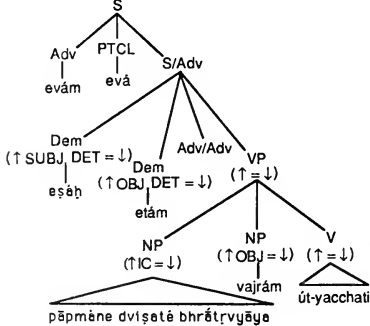 S
Adv PTCL S/Adv
evám evá
Dem Dem Adv/Adv VP
(↑SUBJ DET = ↓) (↑OBJ DET = ↓) (↑ = ↓)
eṣáḥ etám
NP NP V
(↑IC = ↓) (↑OBJ = ↓) (↑ = ↓)
vajrám út-yacchati
pāpmáne dviṣaté bhrā́tṛvyāya